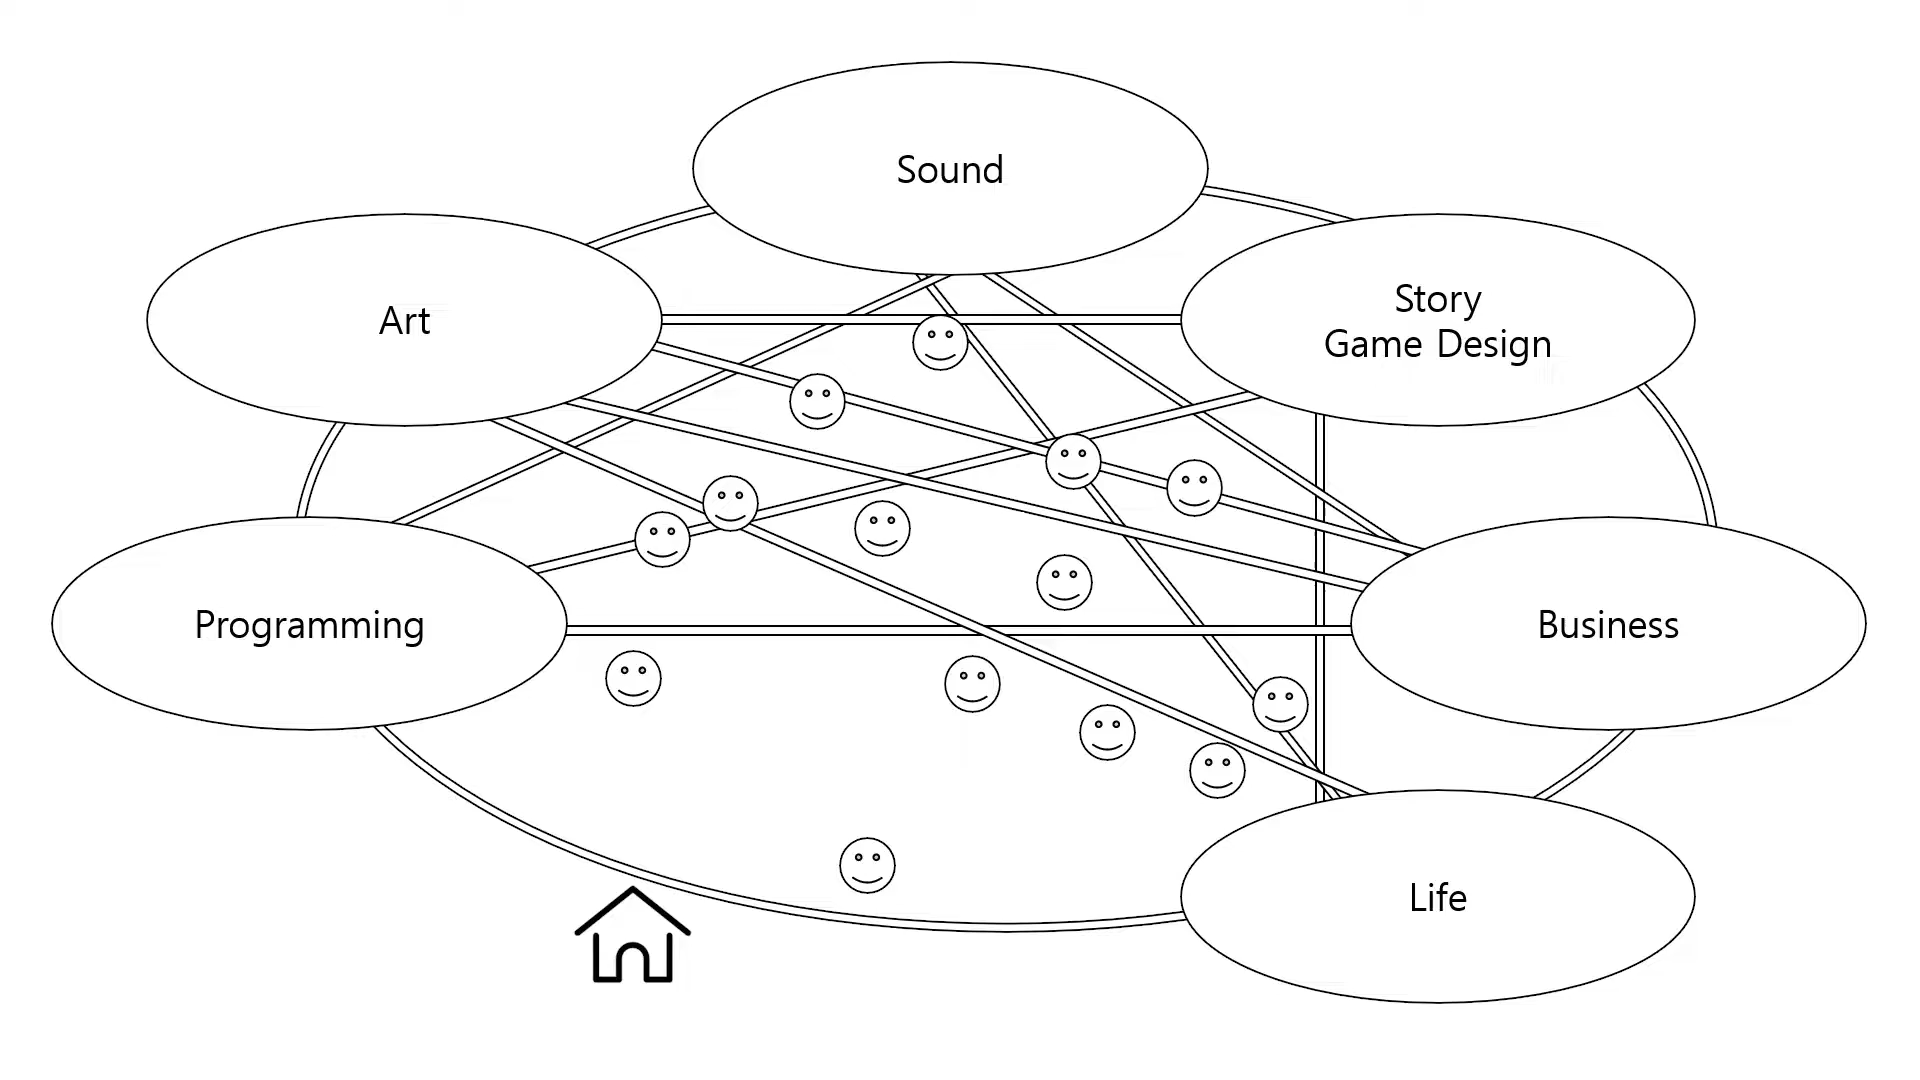 Sound
Art
Story
Game Design
Programming
Business
Life